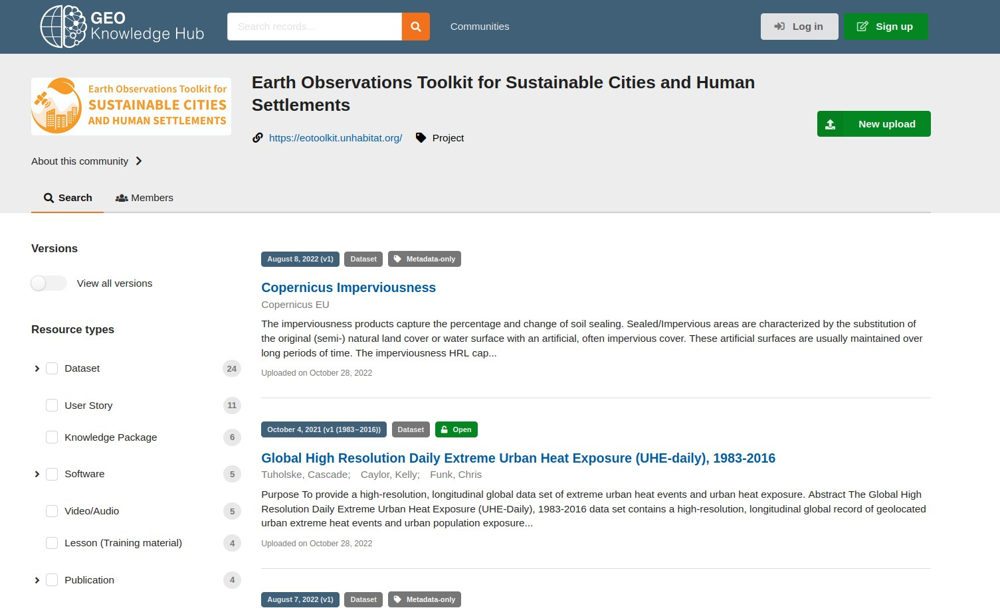 GEO
Knowledge Hub
Search records...
Communities
Log in
Sign up
Earth Observations Toolkit for
SUSTAINABLE CITIES
AND HUMAN SETTLEMENTS
Earth Observations Toolkit for Sustainable Cities and Human
Settlements
https://eotoolkit.unhabitat.org/ Project
New upload
About this community
Search
Members
Versions
View all versions
Resource types
Dataset 24
User Story 11
Knowledge Package 6
Software 5
Video/Audio 5
Lesson (Training material) 4
Publication 4
August 8, 2022 (v1) Dataset Metadata-only
Copernicus Imperviousness
Copernicus EU
The imperviousness products capture the percentage and change of soil sealing. Sealed/Impervious areas are characterized by the substitution of
the original (semi-) natural land cover or water surface with an artificial, often impervious cover. These artificial surfaces are usually maintained over
long periods of time. The imperviousness HRL cap...
Uploaded on October 28, 2022
October 4, 2021 (v1 (1983–2016)) Dataset Open
Global High Resolution Daily Extreme Urban Heat Exposure (UHE-daily), 1983-2016
Tuholske, Cascade; Caylor, Kelly; Funk, Chris
Purpose To provide a high-resolution, longitudinal global data set of extreme urban heat events and urban heat exposure. Abstract The Global High
Resolution Daily Extreme Urban Heat Exposure (UHE-Daily), 1983-2016 data set contains a high-resolution, longitudinal global record of geolocated
urban extreme heat events and urban population exposure...
Uploaded on October 28, 2022
August 7, 2022 (v1) Dataset Metadata-only